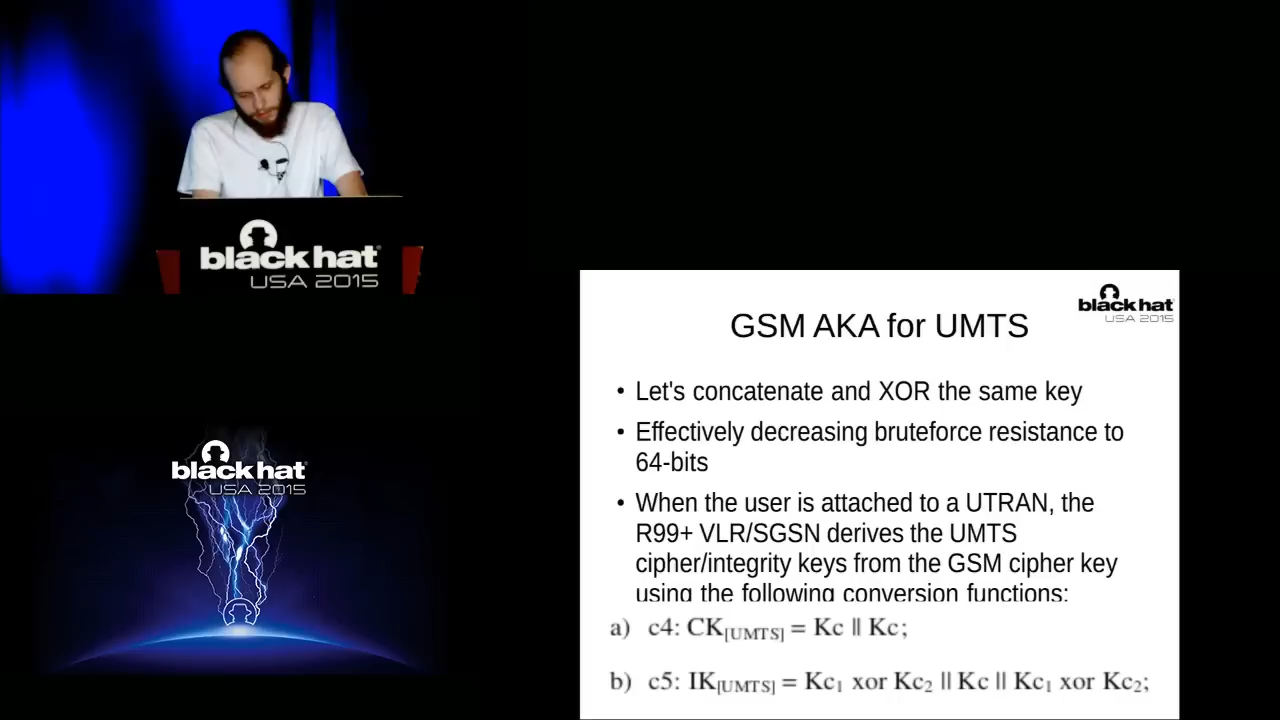 black hat
USA 2015
black hat
USA 2015
GSM AKA for UMTS
• Let's concatenate and XOR the same key
• Effectively decreasing bruteforce resistance to
64-bits
• When the user is attached to a UTRAN, the
R99+ VLR/SGSN derives the UMTS
cipher/integrity keys from the GSM cipher key
using the following conversion functions:
a) c4: CK[UMTS] = Kc || Kc;
b) c5: IK[UMTS] = Kc1 xor Kc2 || Kc || Kc1 xor Kc2;
black hat
USA 2015